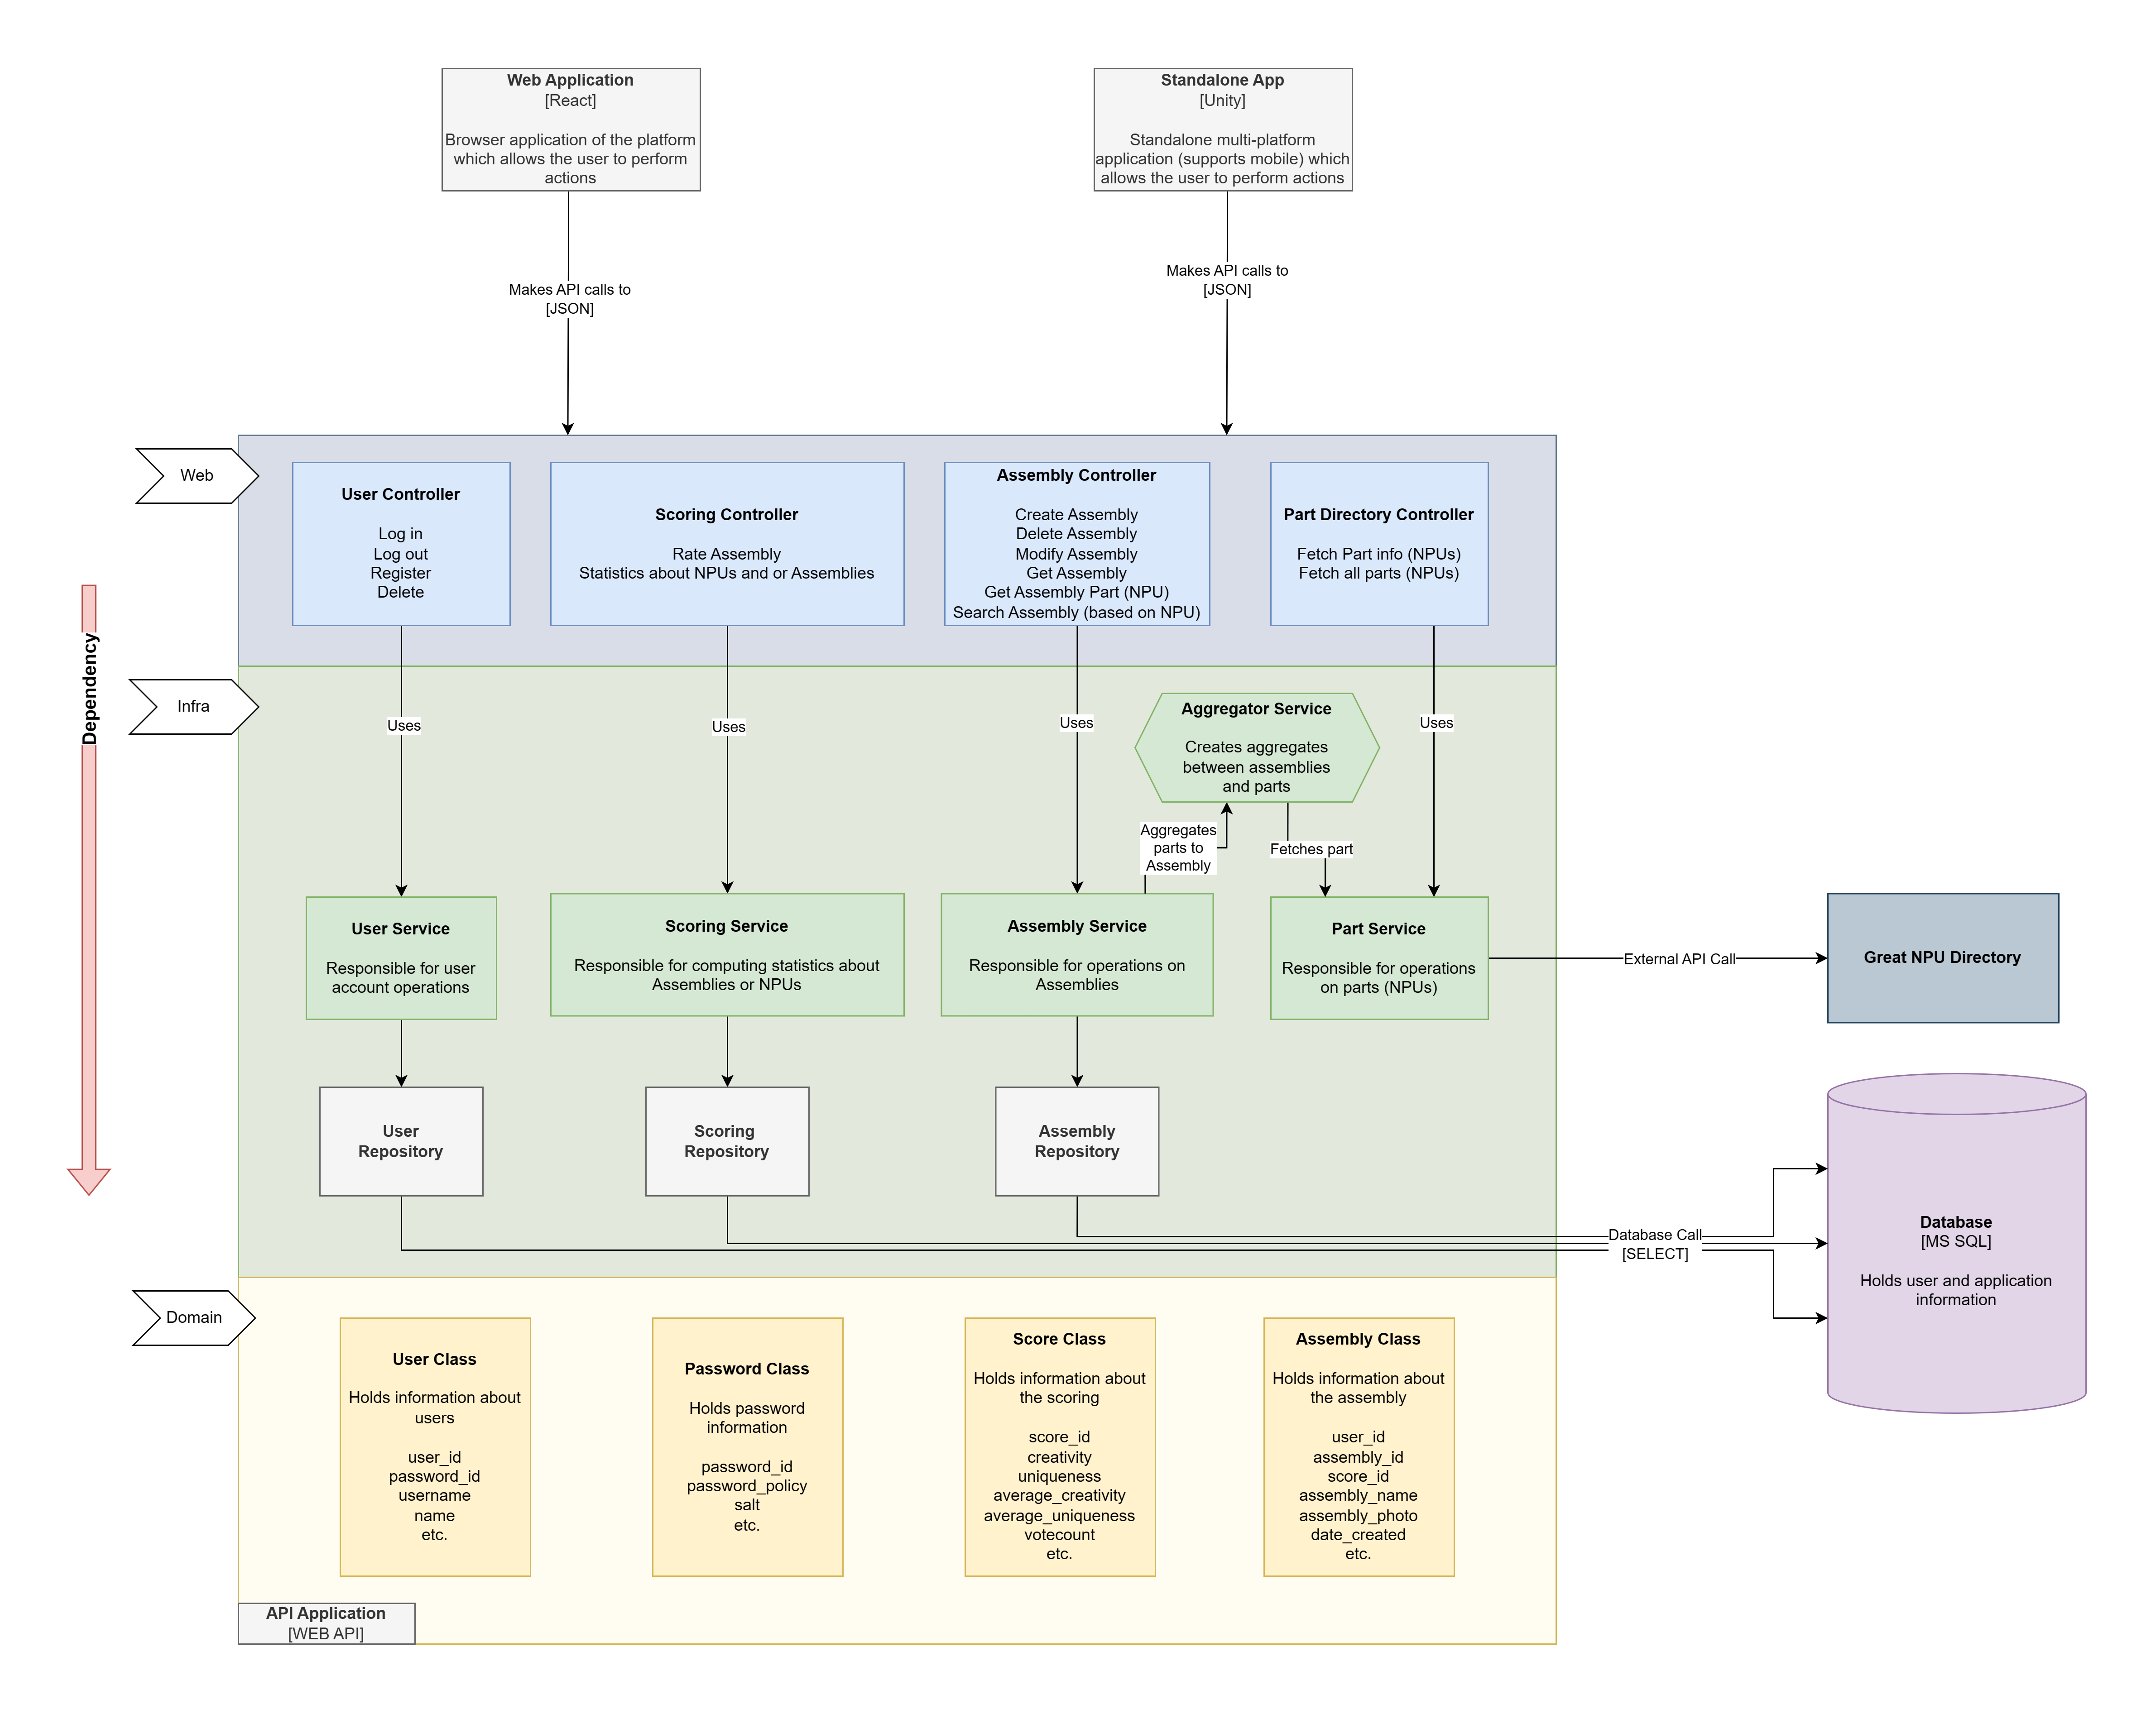 Web Application
[React]
Browser application of the platform
which allows the user to perform
actions
Standalone App
[Unity]
Standalone multi-platform
application (supports mobile) which
allows the user to perform actions
Makes API calls to
[JSON]
Makes API calls to
[JSON]
Web
User Controller
Log in
Log out
Register
Delete
Scoring Controller
Rate Assembly
Statistics about NPUs and or Assemblies
Assembly Controller
Create Assembly
Delete Assembly
Modify Assembly
Get Assembly
Get Assembly Part (NPU)
Search Assembly (based on NPU)
Part Directory Controller
Fetch Part info (NPUs)
Fetch all parts (NPUs)
Dependency
Infra
Uses
Uses
Uses
Uses
Aggregator Service
Creates aggregates
between assemblies
and parts
Aggregates
parts to
Assembly
Fetches part
User Service
Responsible for user
account operations
Scoring Service
Responsible for computing statistics about
Assemblies or NPUs
Assembly Service
Responsible for operations on
Assemblies
Part Service
Responsible for operations
on parts (NPUs)
External API Call
Great NPU Directory
User
Repository
Scoring
Repository
Assembly
Repository
Database Call
[SELECT]
Database
[MS SQL]
Holds user and application
information
Domain
User Class
Holds information about
users
user_id
password_id
username
name
etc.
Password Class
Holds password
information
password_id
password_policy
salt
etc.
Score Class
Holds information about
the scoring
score_id
creativity
uniqueness
average_creativity
average_uniqueness
votecount
etc.
Assembly Class
Holds information about
the assembly
user_id
assembly_id
score_id
assembly_name
assembly_photo
date_created
etc.
API Application
[WEB API]